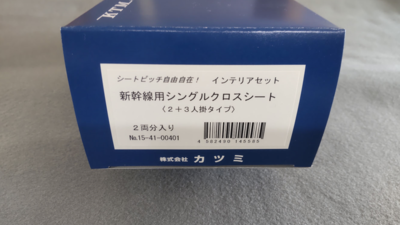 KTM
シートピッチ自由自在! インテリアセット
新幹線用シングルクロスシート
(2+3人掛タイプ)
2両分入り
No.15-41-00401
株式会社 カツミ